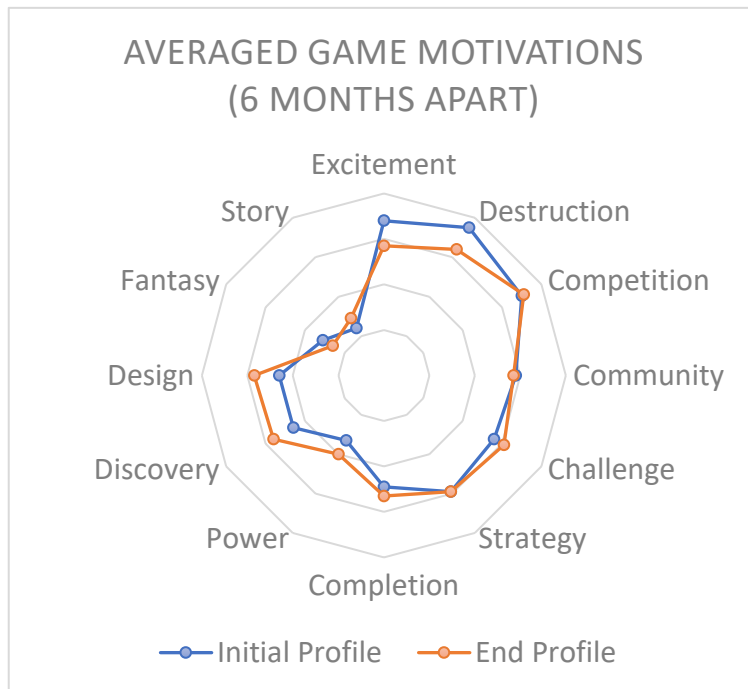 AVERAGED GAME MOTIVATIONS
(6 MONTHS APART)
Excitement
Story
Destruction
Fantasy
Competition
Design
Community
Discovery
Challenge
Power
Strategy
Completion
Initial Profile
End Profile